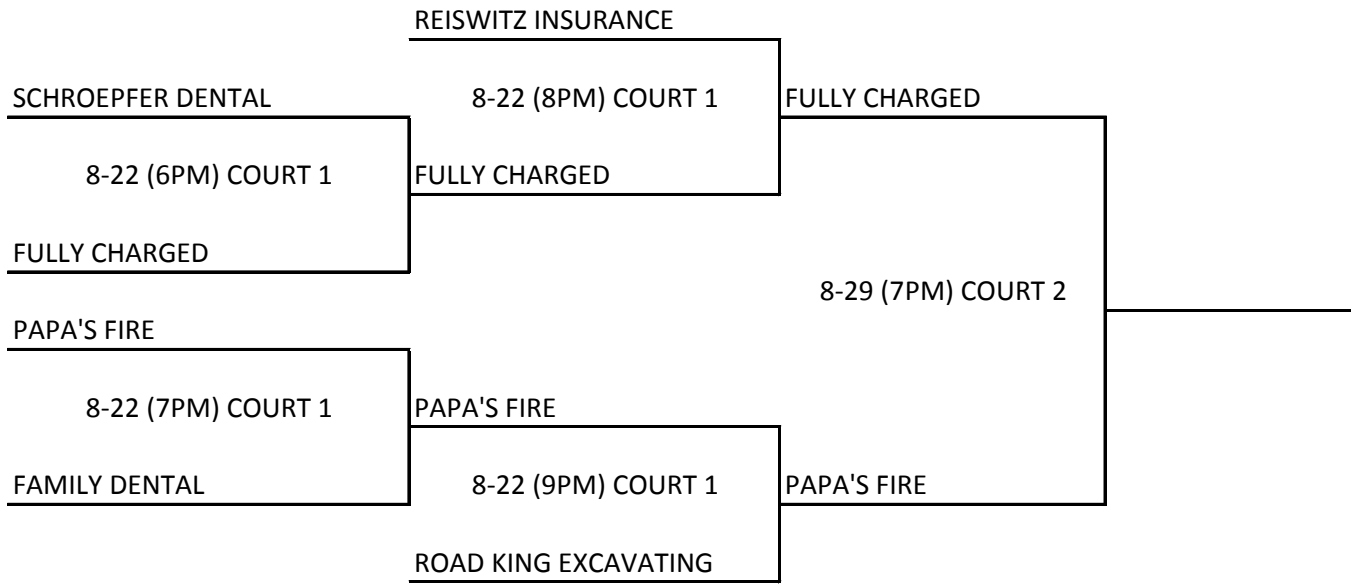 REISWITZ INSURANCE
SCHROEPFER DENTAL
8-22 (8PM) COURT 1
FULLY CHARGED
8-22 (6PM) COURT 1
FULLY CHARGED
FULLY CHARGED
8-29 (7PM) COURT 2
PAPA'S FIRE
8-22 (7PM) COURT 1
PAPA'S FIRE
FAMILY DENTAL
8-22 (9PM) COURT 1
PAPA'S FIRE
ROAD KING EXCAVATING